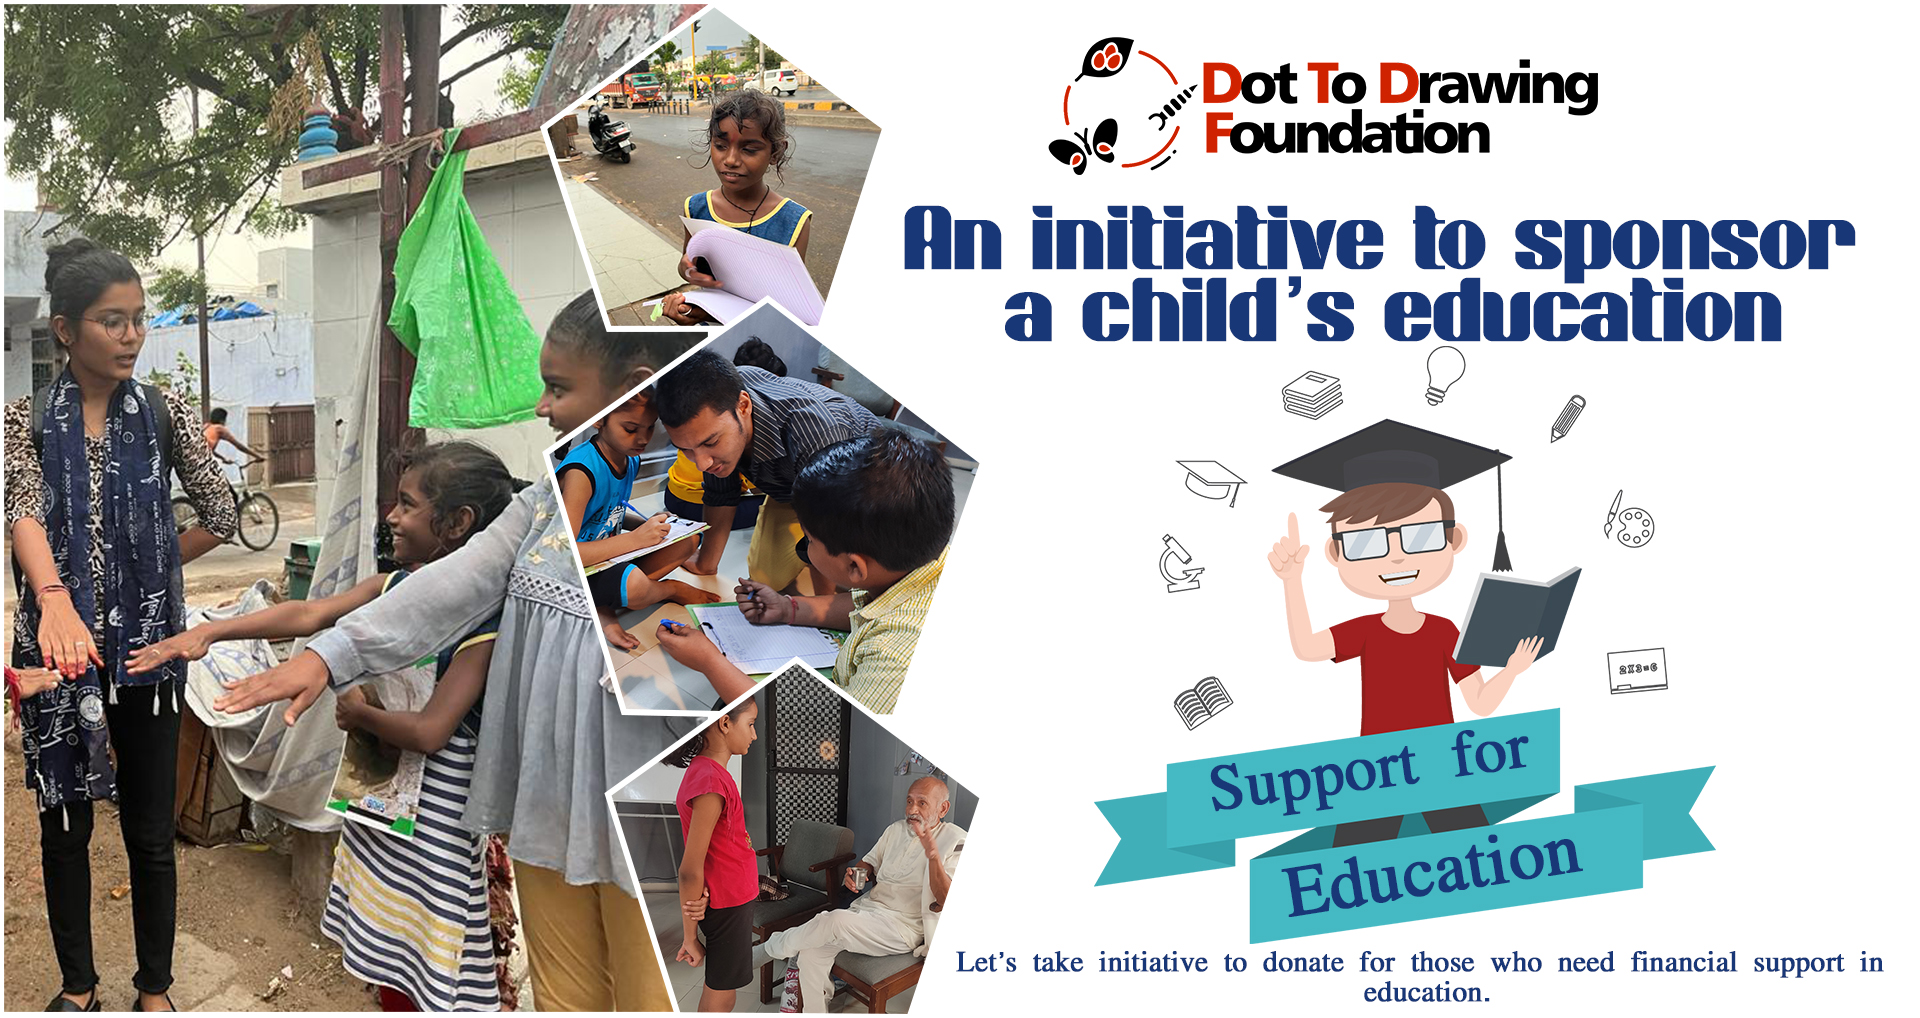 Dot To Drawing
Foundation
An initiative to sponsor
a child's education
2X3=6
Support for
Education
Let's take initiative to donate for those who need financial support in
education.